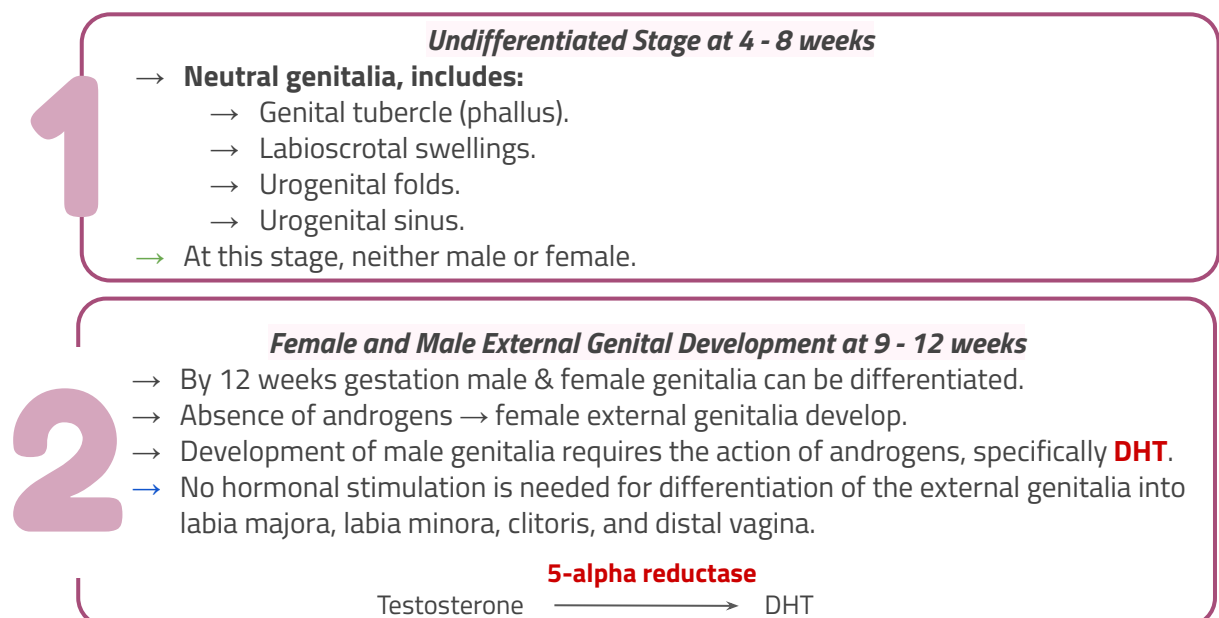 1
Undifferentiated Stage at 4 - 8 weeks
→ Neutral genitalia, includes:
→ Genital tubercle (phallus).
→ Labioscrotal swellings.
→ Urogenital folds.
→ Urogenital sinus.
→ At this stage, neither male or female.
2
Female and Male External Genital Development at 9 - 12 weeks
→ By 12 weeks gestation male & female genitalia can be differentiated.
→ Absence of androgens → female external genitalia develop.
→ Development of male genitalia requires the action of androgens, specifically DHT.
→ No hormonal stimulation is needed for differentiation of the external genitalia into
labia majora, labia minora, clitoris, and distal vagina.
5-alpha reductase
Testosterone → DHT